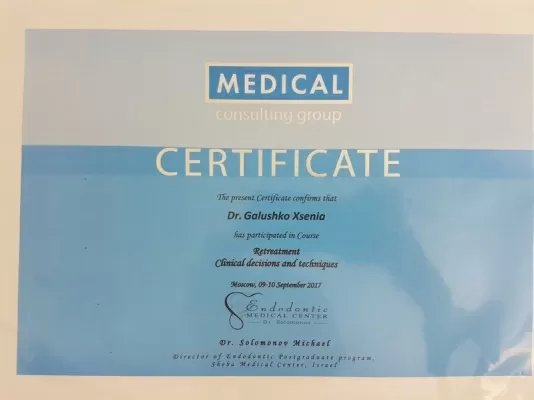 MEDICAL
consulting group
CERTIFICATE
The present Certificate confirms that
Dr. Galushko Xsenia
has participated in Course
Retreatment
Clinical decisions and techniques
Moscow, 09-10 September 2017
Endodontic
MEDICAL CENTER
Dr. Solomonov
Dr. Solomonov Michael
Director of Endodontic Postgraduate program,
Sheba Medical Center, Israel